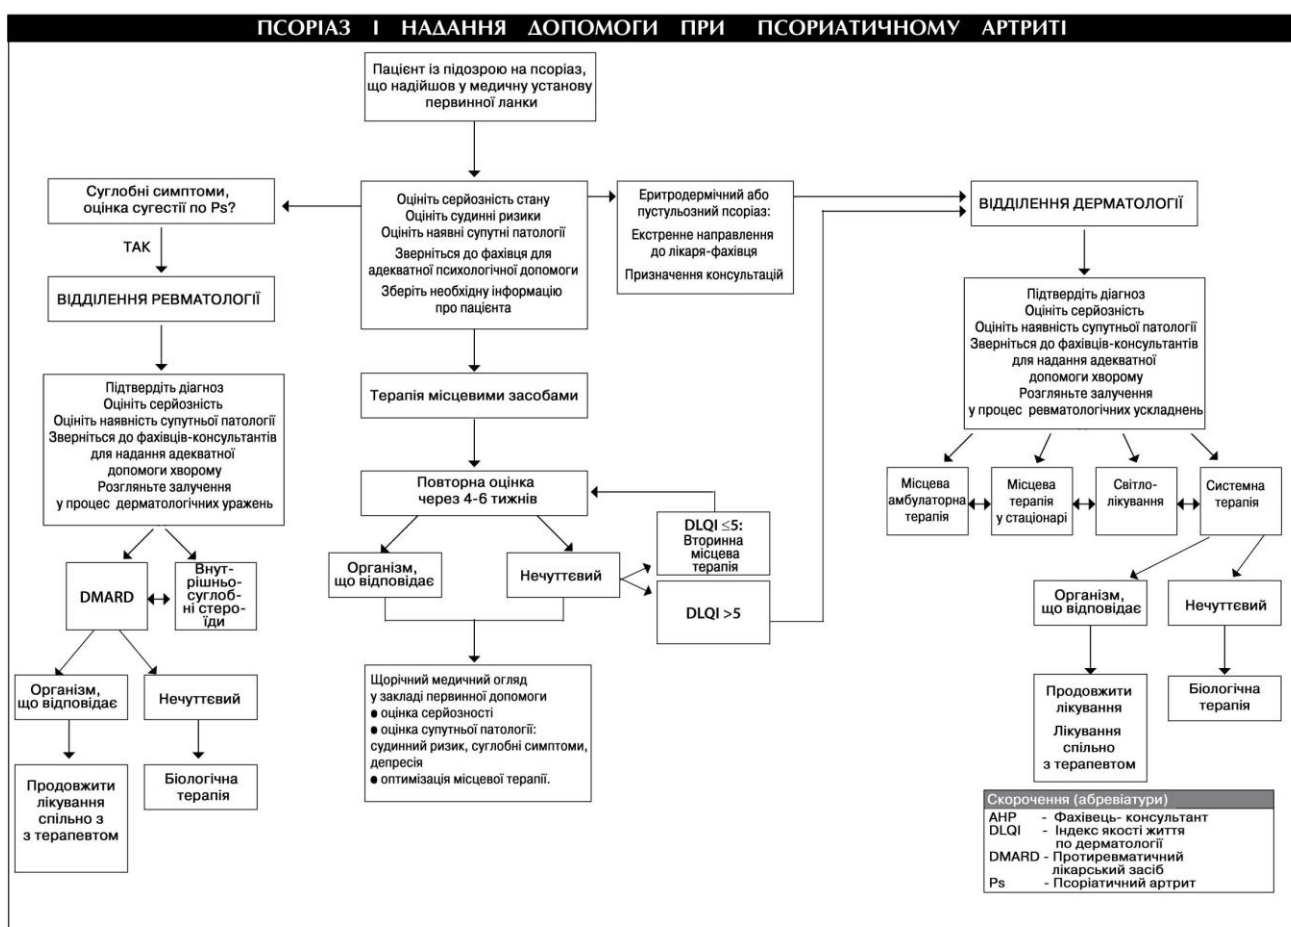 ПСОРІАЗ І НАДАННЯ ДОПОМОГИ ПРИ ПСОРИАТИЧНОМУ АРТРИТІ
Пацієнт із підозрою на псоріаз,
що надійшов у медичну установу
первинної ланки
Суглобні симптоми,
оцінка сугестії по Ps?
ТАК
ВІДДІЛЕННЯ РЕВМАТОЛОГІЇ
Підтвердіть діагноз
Оцініть серйозність
Оцініть наявність супутньої патології
Зверніться до фахівців-консультантів
для надання адекватної
допомоги хворому
Розгляньте залучення
у процес дерматологічних уражень
DMARD
Внут-
рішньо-
суглоб-
ні стеро-
їди
Організм,
що відповідає
Нечуттєвий
Продовжити
лікування
спільно з
з терапевтом
Біологічна
терапія
Оцініть серйозність стану
Оцініть судинні ризики
Оцініть наявні супутні патології
Зверніться до фахівця для
адекватної психологічної допомоги
Зберіть необхідну інформацію
про пацієнта
Терапія місцевими засобами
Повторна оцінка
через 4-6 тижнів
Організм,
що відповідає
Нечуттєвий
DLQI ≤5:
Вторинна
місцева
терапія
DLQI >5
Щорічний медичний огляд
у закладі первинної допомоги
● оцінка серйозності
● оцінка супутньої патології:
судинний ризик, суглобні симптоми,
депресія
● оптимізація місцевої терапії.
Еритродермічний або
пустульозний псоріаз:
Екстренне направлення
до лікаря-фахівця
Призначення консультацій
ВІДДІЛЕННЯ ДЕРМАТОЛОГІЇ
Підтвердіть діагноз
Оцініть серйозність
Оцініть наявність супутньої патології
Зверніться до фахівців-консультантів
для надання адекватної
допомоги хворому
Розгляньте залучення
у процес ревматологічних ускладнень
Місцева
амбулаторна
терапія
Місцева
терапія
у стаціонарі
Світло-
лікування
Системна
терапія
Організм,
що відповідає
Нечуттєвий
Продовжити
лікування
Лікування
спільно
з терапевтом
Біологічна
терапія
Скорочення (абревіатури)
AHP - Фахівець- консультант
DLQI - Індекс якості життя
по дерматології
DMARD - Протиревматичний
лікарський засіб
Ps - Псоріатичний артрит